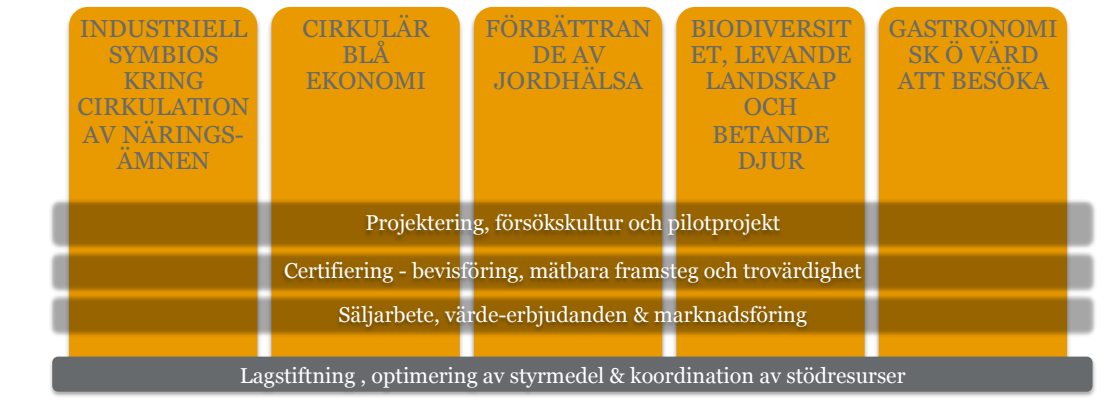 INDUSTRIELL
SYMBIOS
KRING
CIRKULATION
AV NÄRINGS-
ÄMNEN
CIRKULÄR
BLÅ
EKONOMI
FÖRBÄTTRAN
DE AV
JORDHÄLSA
BIODIVERSIT
ET, LEVANDE
LANDSKAP
OCH
BETANDE
DJUR
GASTRONOMI
SK Ö VÄRD
ATT BESÖKA
Projektering, försökskultur och pilotprojekt
Certifiering - bevisföring, mätbara framsteg och trovärdighet
Säljarbete, värde-erbjudanden & marknadsföring
Lagstiftning , optimering av styrmedel & koordination av stödresurser